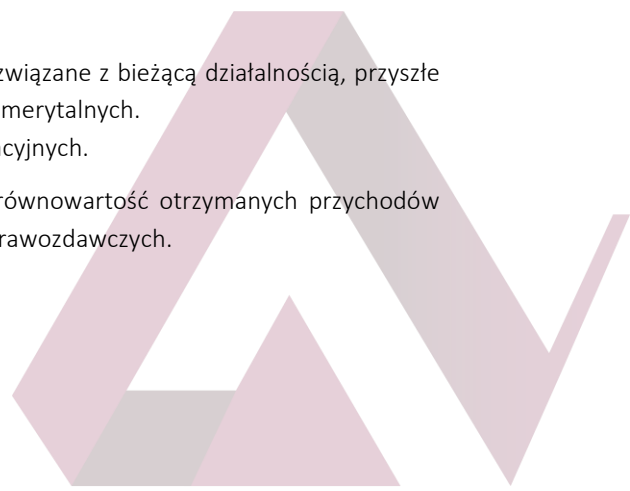 związane z bieżącą działalnością, przyszłe
merytalnych.
cyjnych.
równowartość otrzymanych przychodów
rawozdawczych.